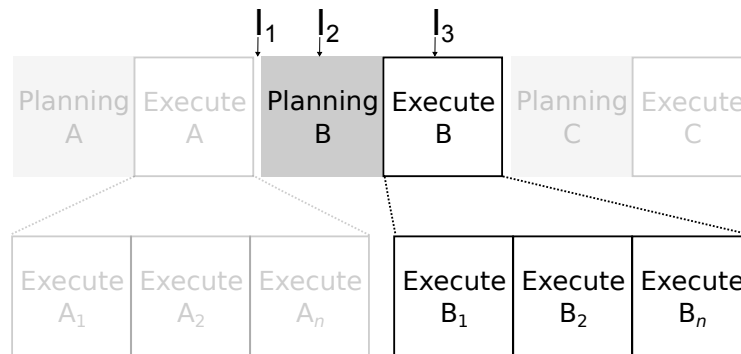 I₁ I₂ I₃
Planning A
Execute A
Planning B
Execute B
Planning C
Execute C
Execute A₁
Execute A₂
Execute Aₙ
Execute B₁
Execute B₂
Execute Bₙ